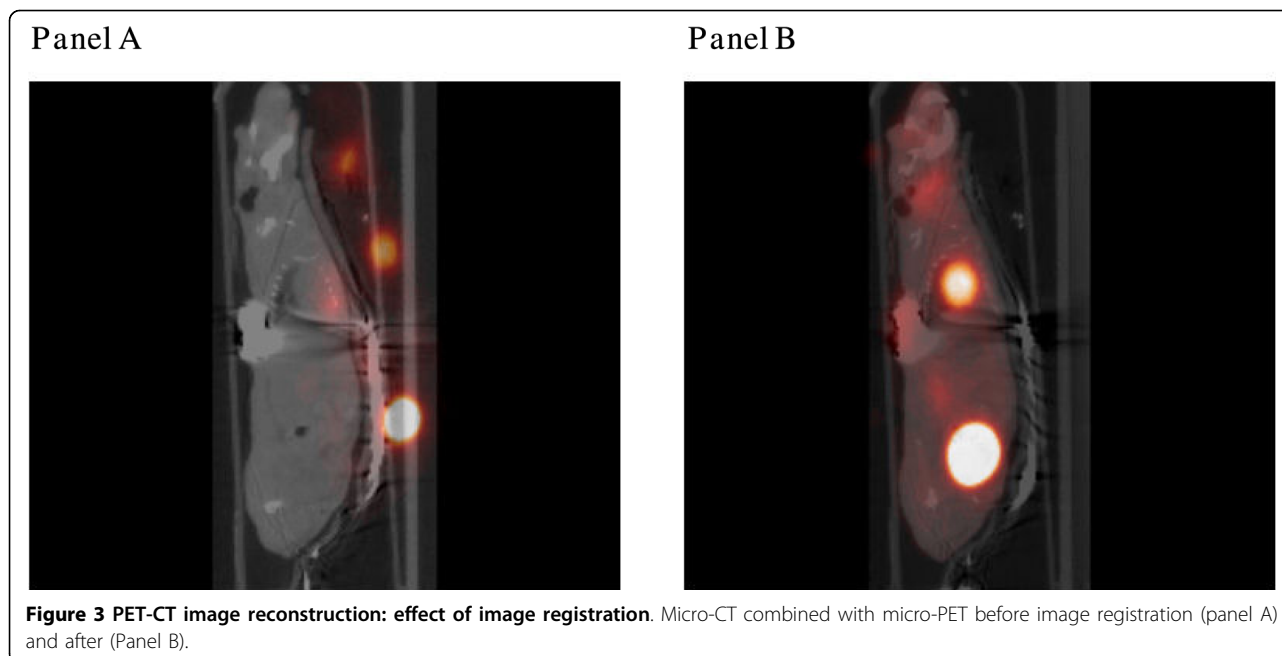 Panel A
Panel B
Figure 3 PET-CT image reconstruction: effect of image registration. Micro-CT combined with micro-PET before image registration (panel A)
and after (Panel B).